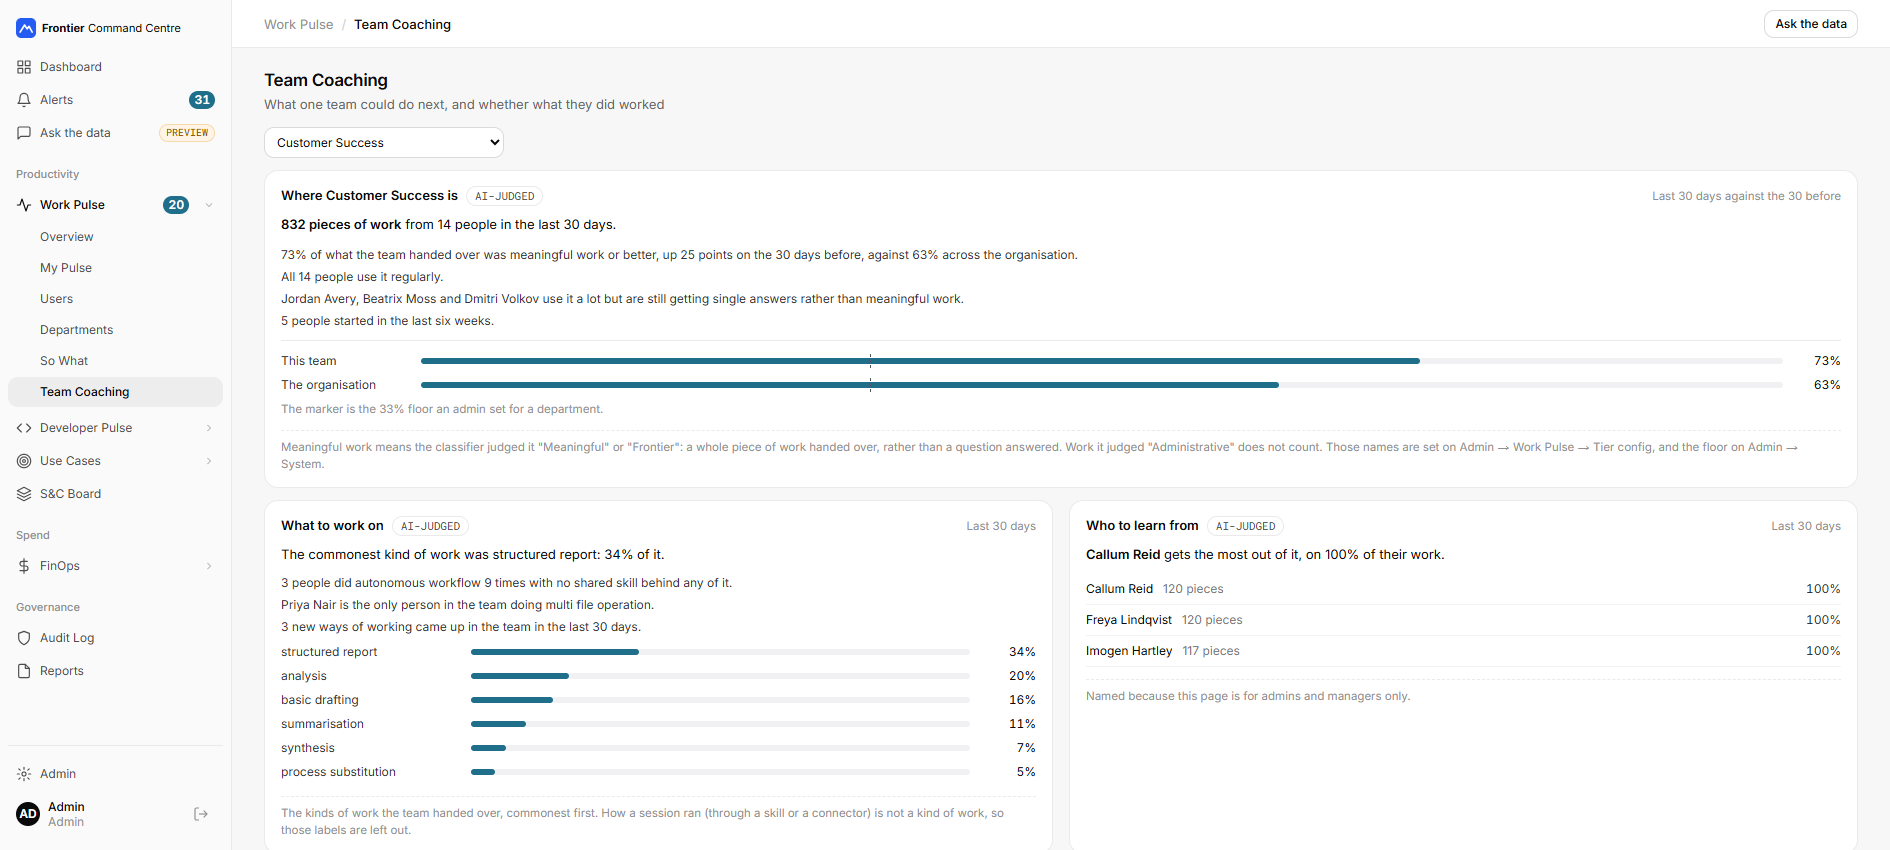 Frontier Command Centre
Dashboard
Alerts 31
Ask the data PREVIEW
Productivity
Work Pulse 20
Overview
My Pulse
Users
Departments
So What
Team Coaching
Developer Pulse
Use Cases
S&C Board
Spend
FinOps
Governance
Audit Log
Reports
Admin
AD Admin
Admin
Work Pulse / Team Coaching
Ask the data
Team Coaching
What one team could do next, and whether what they did worked
Customer Success
Where Customer Success is AI-JUDGED Last 30 days against the 30 before
832 pieces of work from 14 people in the last 30 days.
73% of what the team handed over was meaningful work or better, up 25 points on the 30 days before, against 63% across the organisation.
All 14 people use it regularly.
Jordan Avery, Beatrix Moss and Dmitri Volkov use it a lot but are still getting single answers rather than meaningful work.
5 people started in the last six weeks.
This team 73%
The organisation 63%
The marker is the 33% floor an admin set for a department.
Meaningful work means the classifier judged it "Meaningful" or "Frontier": a whole piece of work handed over, rather than a question answered. Work it judged "Administrative" does not count. Those names are set on Admin → Work Pulse → Tier config, and the floor on Admin →
System.
What to work on AI-JUDGED Last 30 days
The commonest kind of work was structured report: 34% of it.
3 people did autonomous workflow 9 times with no shared skill behind any of it.
Priya Nair is the only person in the team doing multi file operation.
3 new ways of working came up in the team in the last 30 days.
structured report 34%
analysis 20%
basic drafting 16%
summarisation 11%
synthesis 7%
process substitution 5%
The kinds of work the team handed over, commonest first. How a session ran (through a skill or a connector) is not a kind of work, so
those labels are left out.
Who to learn from AI-JUDGED Last 30 days
Callum Reid gets the most out of it, on 100% of their work.
Callum Reid 120 pieces 100%
Freya Lindqvist 120 pieces 100%
Imogen Hartley 117 pieces 100%
Named because this page is for admins and managers only.